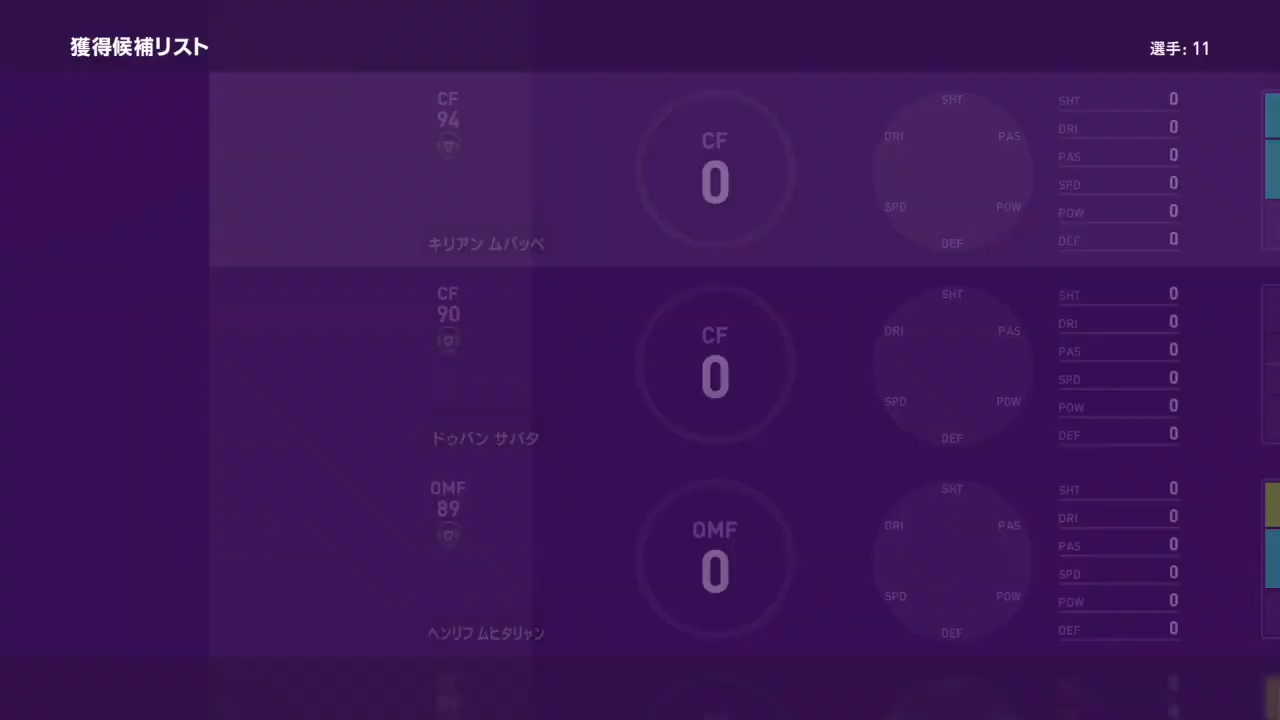 獲得候補リスト
選手: 11
CF
94
キリアン ムバッペ
CF
0
SHT
DRI
PAS
SPD
POW
DEF
SHT 0
DRI 0
PAS 0
SPD 0
POW 0
DEF 0
CF
90
ドゥバン サパタ
CF
0
SHT
DRI
PAS
SPD
POW
DEF
SHT 0
DRI 0
PAS 0
SPD 0
POW 0
DEF 0
OMF
89
ヘンリフ ムヒタリャン
OMF
0
SHT
DRI
PAS
SPD
POW
DEF
SHT 0
DRI 0
PAS 0
SPD 0
POW 0
DEF 0